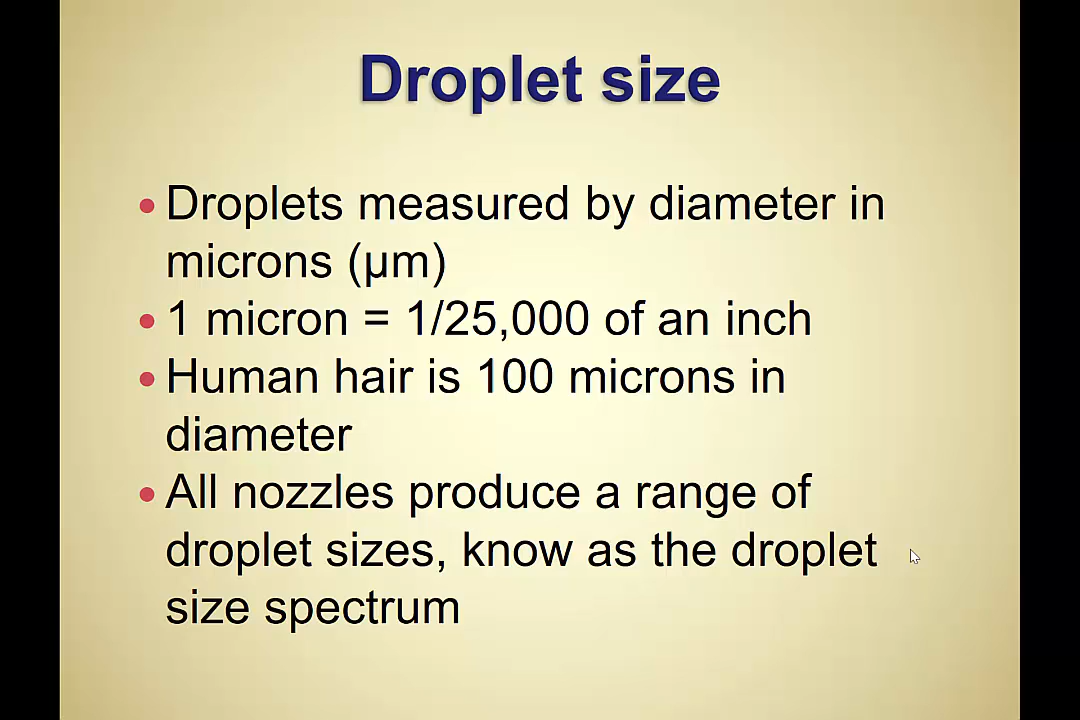 Droplet size
• Droplets measured by diameter in
microns (µm)
• 1 micron = 1/25,000 of an inch
• Human hair is 100 microns in
diameter
• All nozzles produce a range of
droplet sizes, know as the droplet
size spectrum